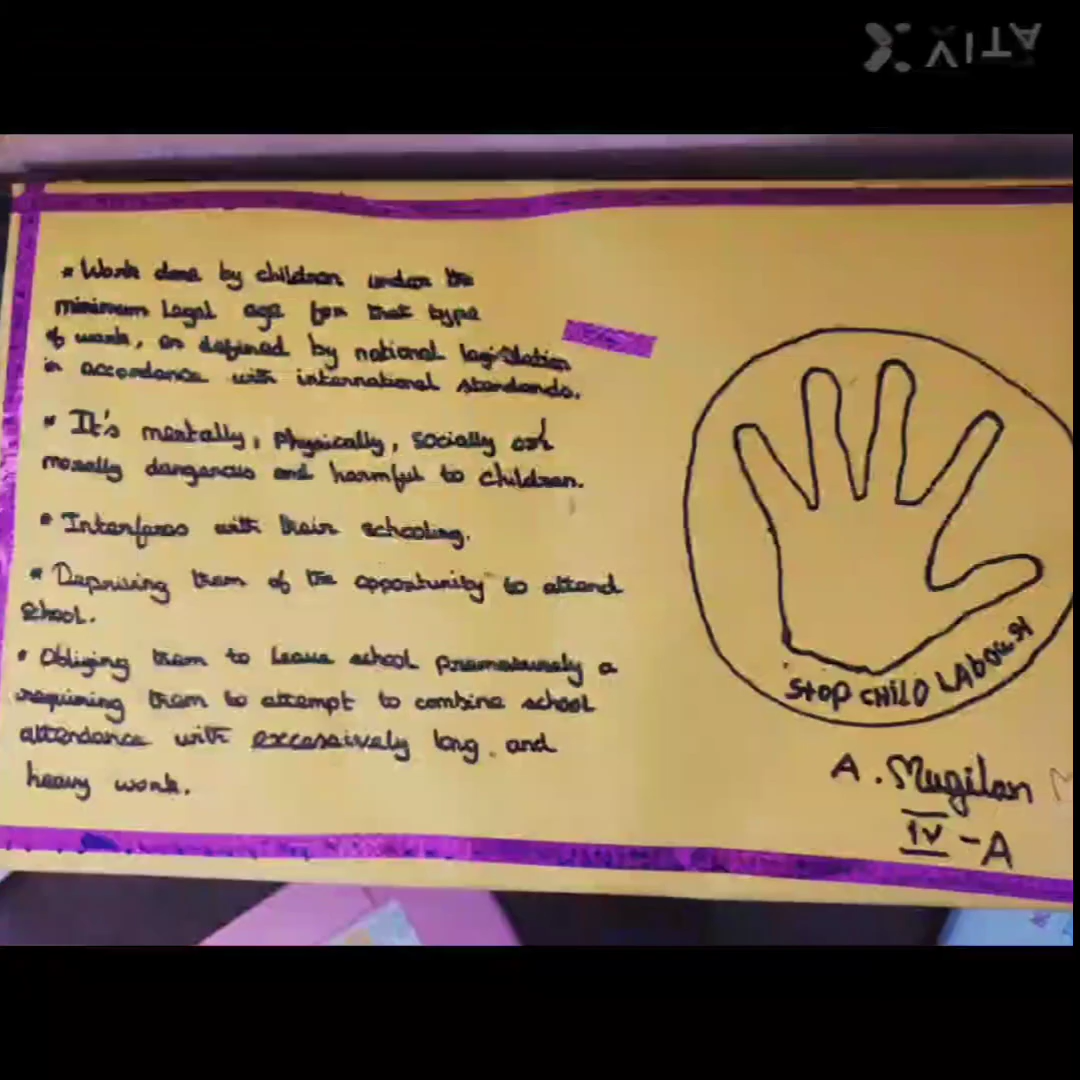 VITA
* Work done by children under the
minimum Legal age for that type
of work, as defined by national legislation
in accordance with international standards.
* It's mentally, Physically, socially or
morally dangerous and harmful to children.
* Interferes with their schooling.
* Depriving them of the opportunity to attend
school.
* Obliging them to leave school prematurely a
requiring them to attempt to combine school
attendance with excessively long and
heavy work.
STOP CHILD LABOUR
A. Mugilan
IV - A